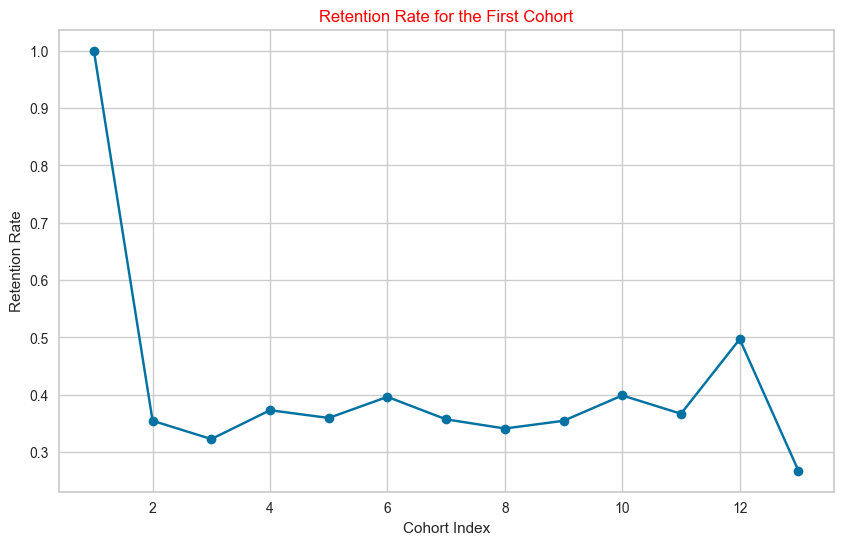 Retention Rate for the First Cohort
1.0
0.9
0.8
0.7
0.6
0.5
0.4
0.3
Retention Rate
2 4 6 8 10 12
Cohort Index